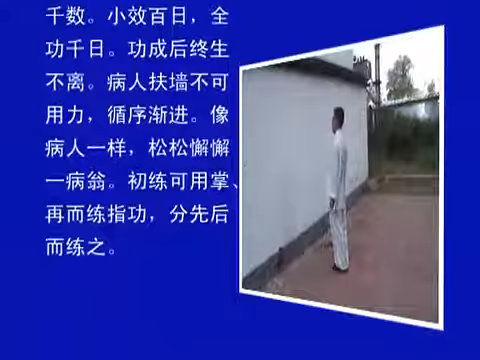 千数。小效百日，全
功千日。功成后终生
不离。病人扶墙不可
用力，循序渐进。像
病人一样，松松懈懈
一病翁。初练可用掌、
再而练指功，分先后
而练之。